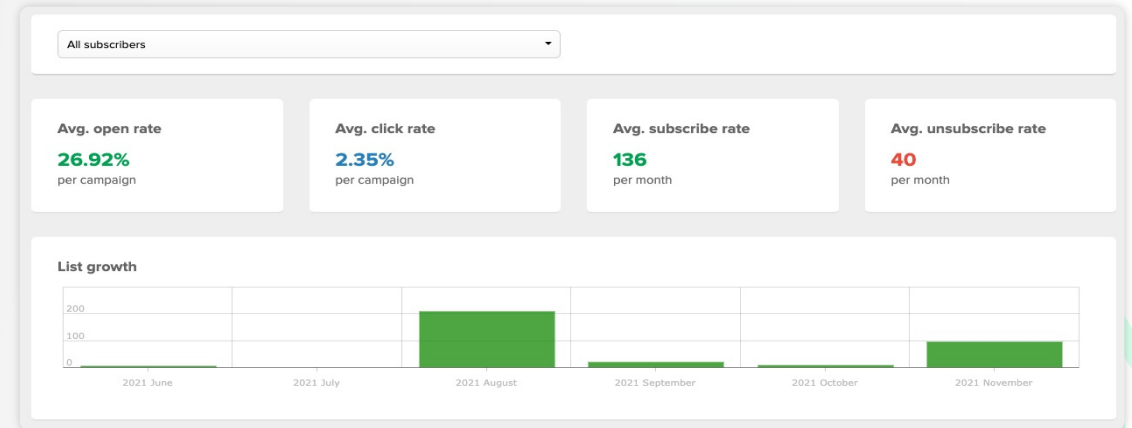 All subscribers
Avg. open rate
26.92%
per campaign
Avg. click rate
2.35%
per campaign
Avg. subscribe rate
136
per month
Avg. unsubscribe rate
40
per month
List growth
200
100
0
2021 June
2021 July
2021 August
2021 September
2021 October
2021 November